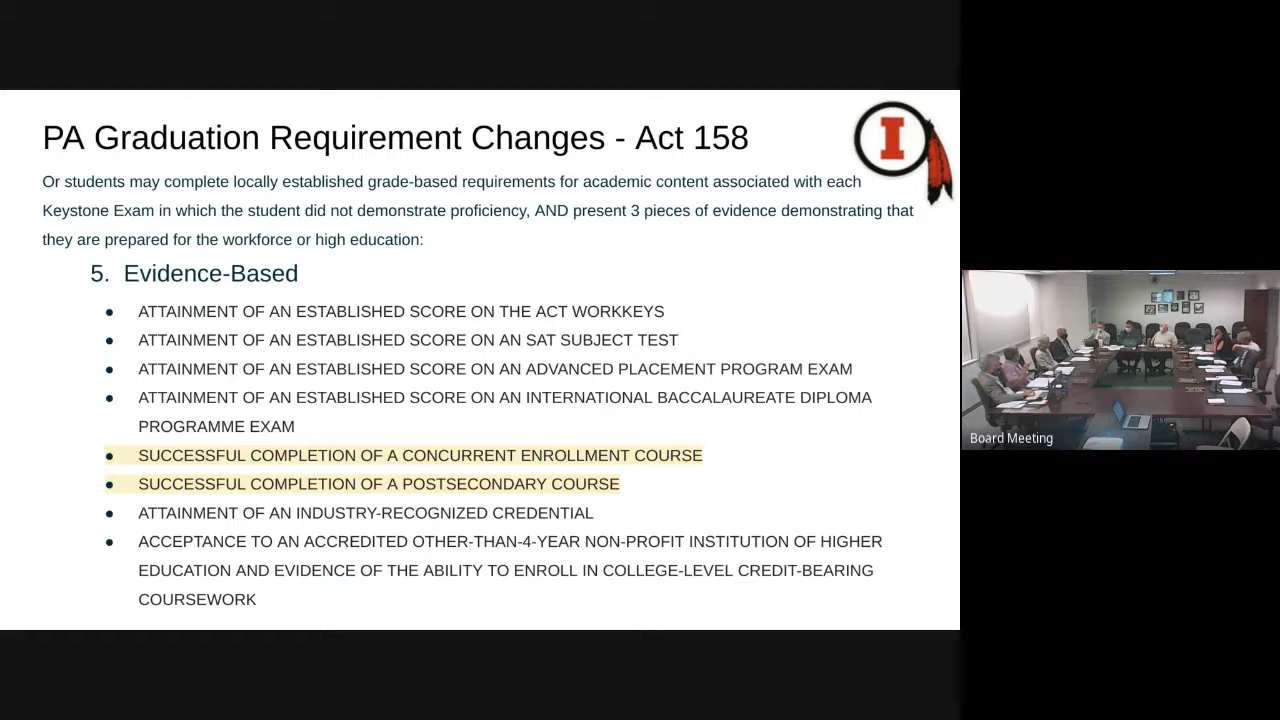 PA Graduation Requirement Changes - Act 158
I
Or students may complete locally established grade-based requirements for academic content associated with each
Keystone Exam in which the student did not demonstrate proficiency, AND present 3 pieces of evidence demonstrating that
they are prepared for the workforce or high education:
5. Evidence-Based
● ATTAINMENT OF AN ESTABLISHED SCORE ON THE ACT WORKKEYS
● ATTAINMENT OF AN ESTABLISHED SCORE ON AN SAT SUBJECT TEST
● ATTAINMENT OF AN ESTABLISHED SCORE ON AN ADVANCED PLACEMENT PROGRAM EXAM
● ATTAINMENT OF AN ESTABLISHED SCORE ON AN INTERNATIONAL BACCALAUREATE DIPLOMA
PROGRAMME EXAM
● SUCCESSFUL COMPLETION OF A CONCURRENT ENROLLMENT COURSE
● SUCCESSFUL COMPLETION OF A POSTSECONDARY COURSE
● ATTAINMENT OF AN INDUSTRY-RECOGNIZED CREDENTIAL
● ACCEPTANCE TO AN ACCREDITED OTHER-THAN-4-YEAR NON-PROFIT INSTITUTION OF HIGHER
EDUCATION AND EVIDENCE OF THE ABILITY TO ENROLL IN COLLEGE-LEVEL CREDIT-BEARING
COURSEWORK
Board Meeting